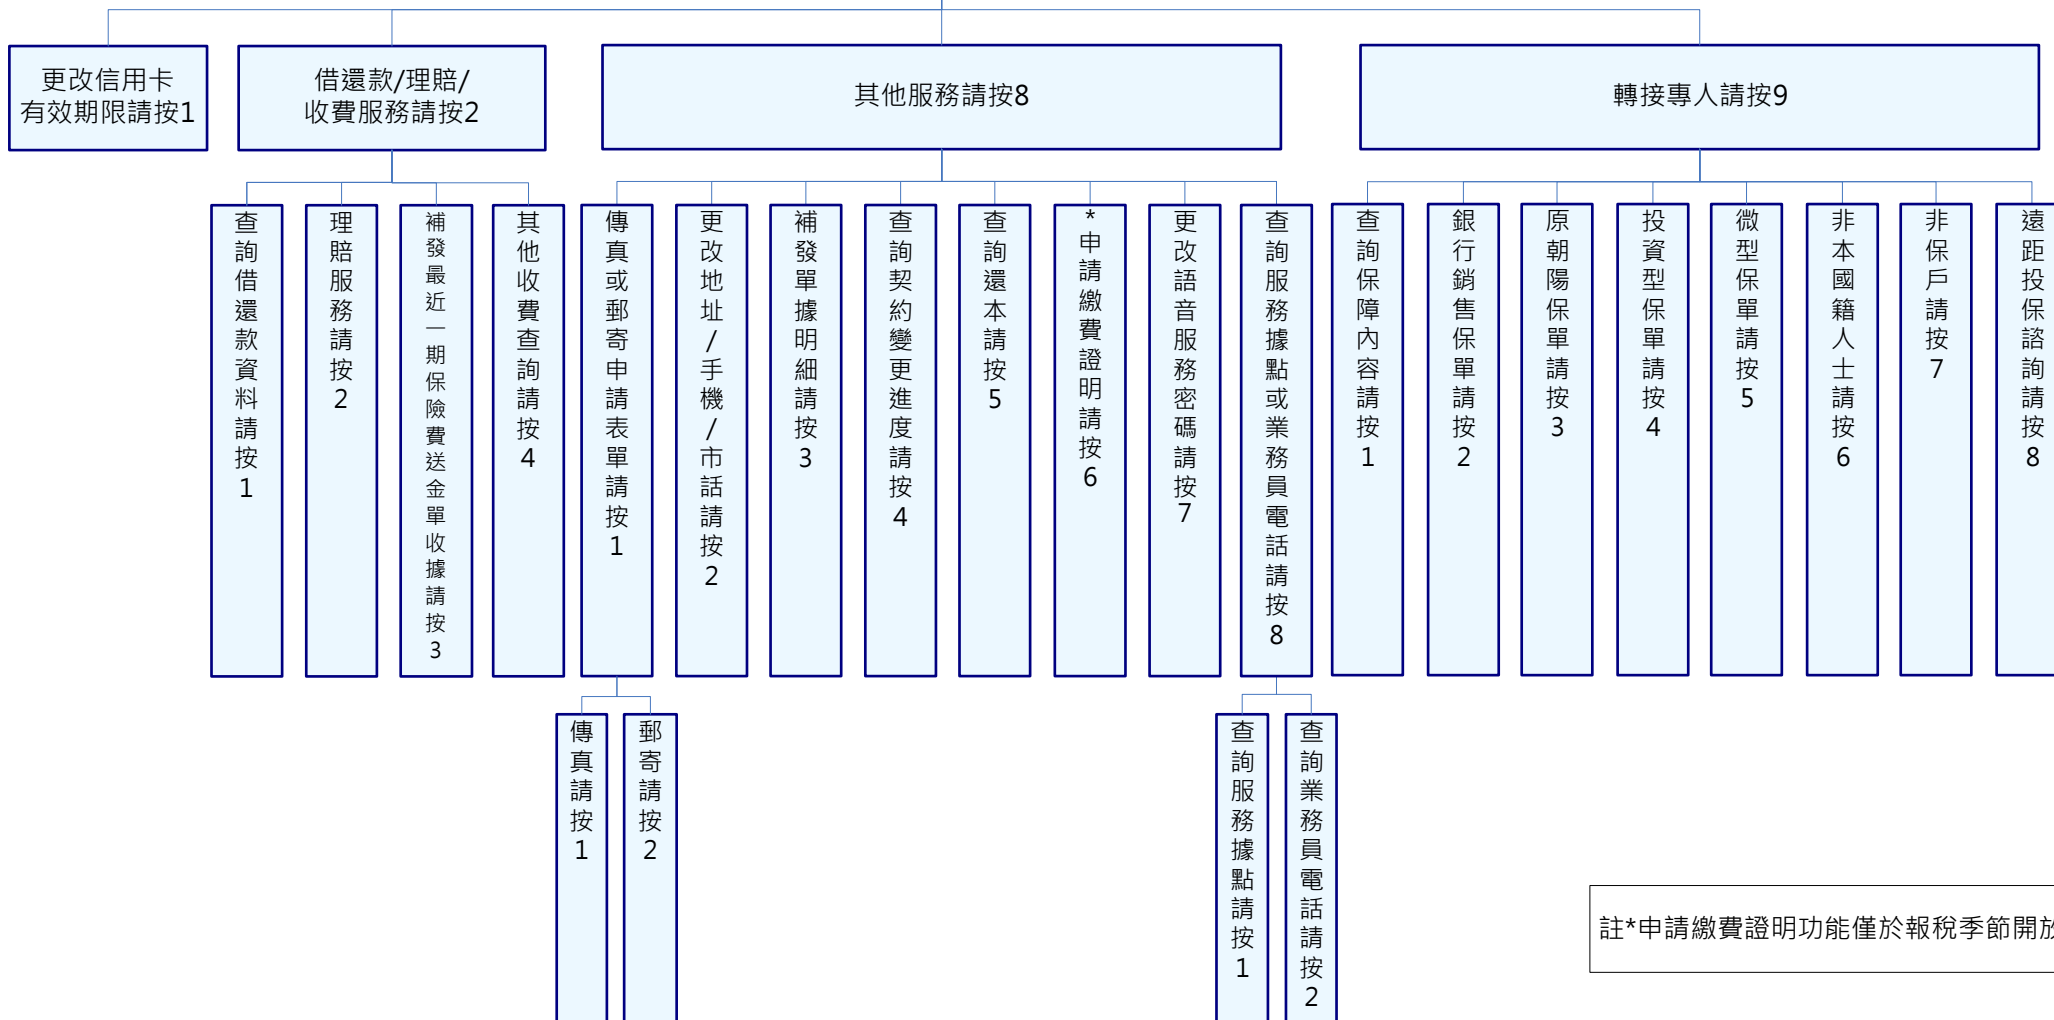 更改信用卡
有效期限請按1
借還款/理賠/
收費服務請按2
其他服務請按8
轉接專人請按9
查詢借還款資料請按1
理賠服務請按2
補發最近一期保險費送金單收據請按3
其他收費查詢請按4
傳真或郵寄申請表單請按1
更改地址/手機/市話請按2
補發單據明細請按3
查詢契約變更進度請按4
查詢還本請按5
*申請繳費證明請按6
更改語音服務密碼請按7
查詢服務據點或業務員電話請按8
查詢保障內容請按1
銀行銷售保單請按2
原朝陽保單請按3
投資型保單請按4
微型保單請按5
非本國籍人士請按6
非保戶請按7
遠距投保諮詢請按8
傳真請按1
郵寄請按2
查詢服務據點請按1
查詢業務員電話請按2
註*申請繳費證明功能僅於報稅季節開放